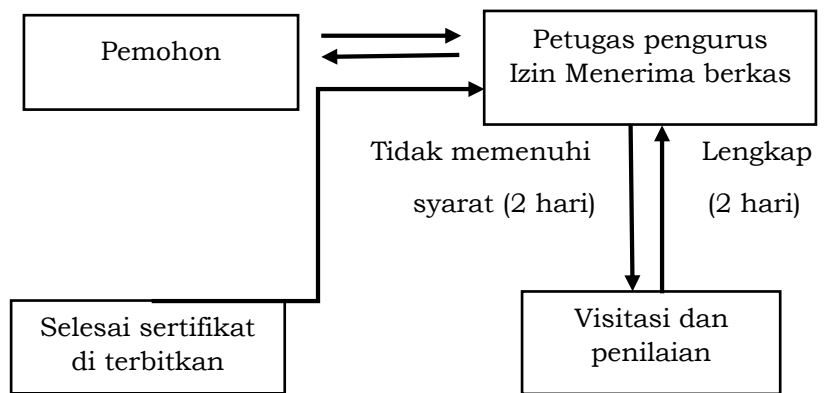 Pemohon
Petugas pengurus
Izin Menerima berkas
Tidak memenuhi
syarat (2 hari)
Lengkap
(2 hari)
Selesai sertifikat
di terbitkan
Visitasi dan
penilaian